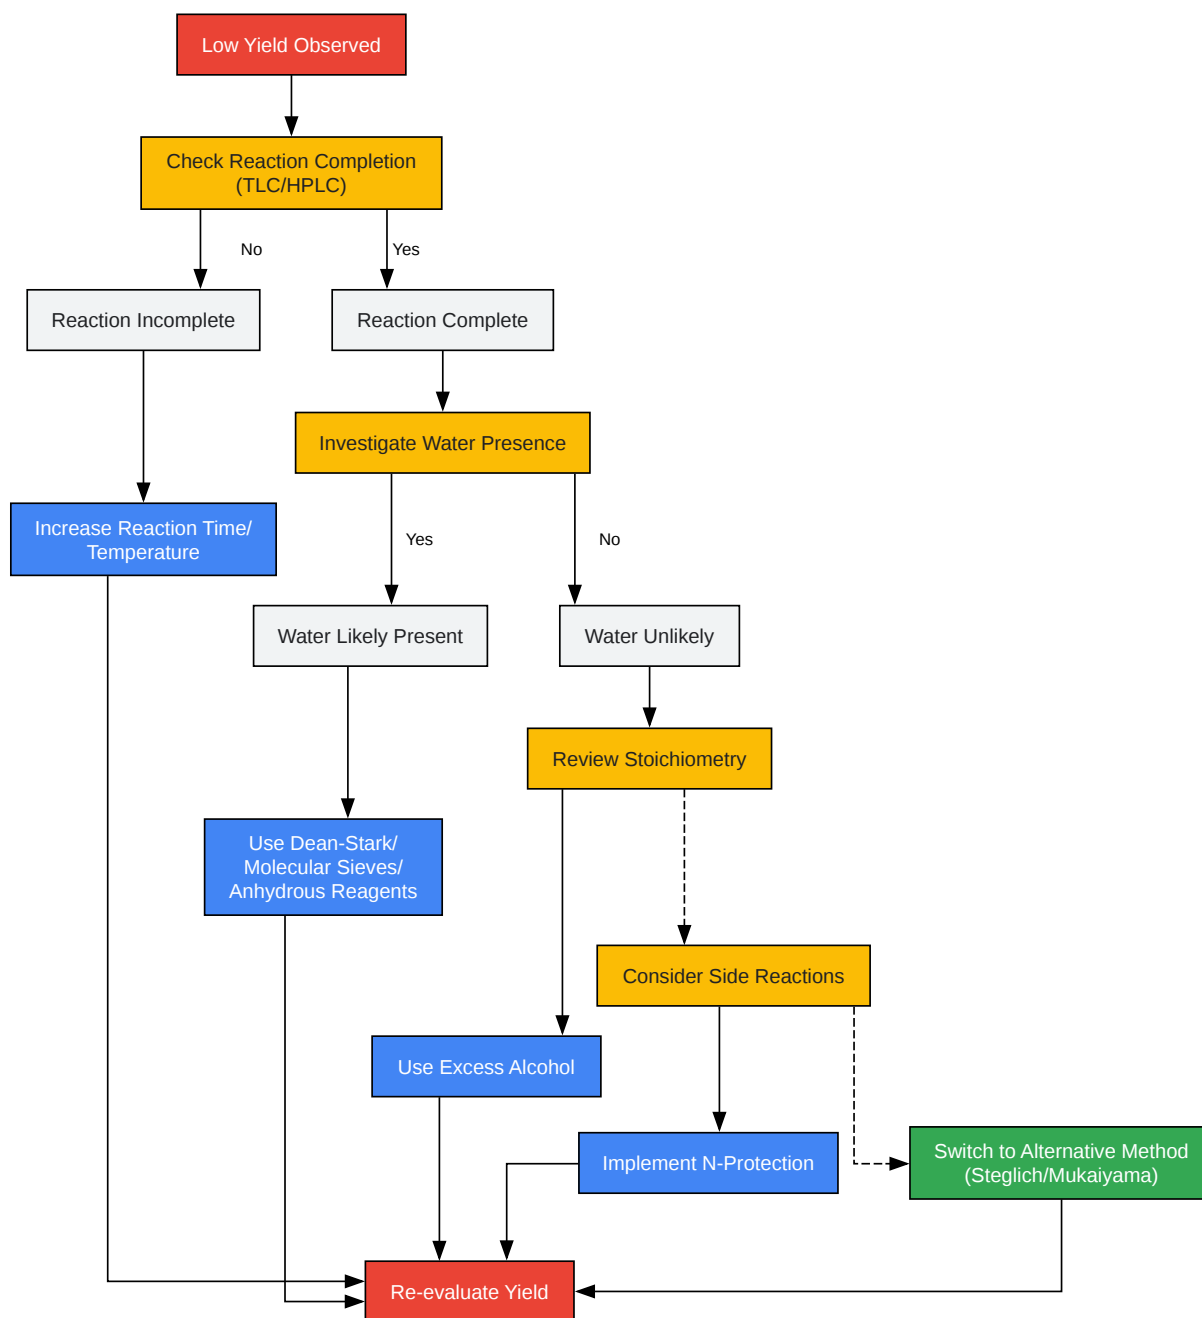 Low Yield Observed
Check Reaction Completion
(TLC/HPLC)
No
Yes
Reaction Incomplete
Reaction Complete
Investigate Water Presence
Increase Reaction Time/
Temperature
Yes
No
Water Likely Present
Water Unlikely
Review Stoichiometry
Use Dean-Stark/
Molecular Sieves/
Anhydrous Reagents
Consider Side Reactions
Use Excess Alcohol
Implement N-Protection
Switch to Alternative Method
(Steglich/Mukaiyama)
Re-evaluate Yield